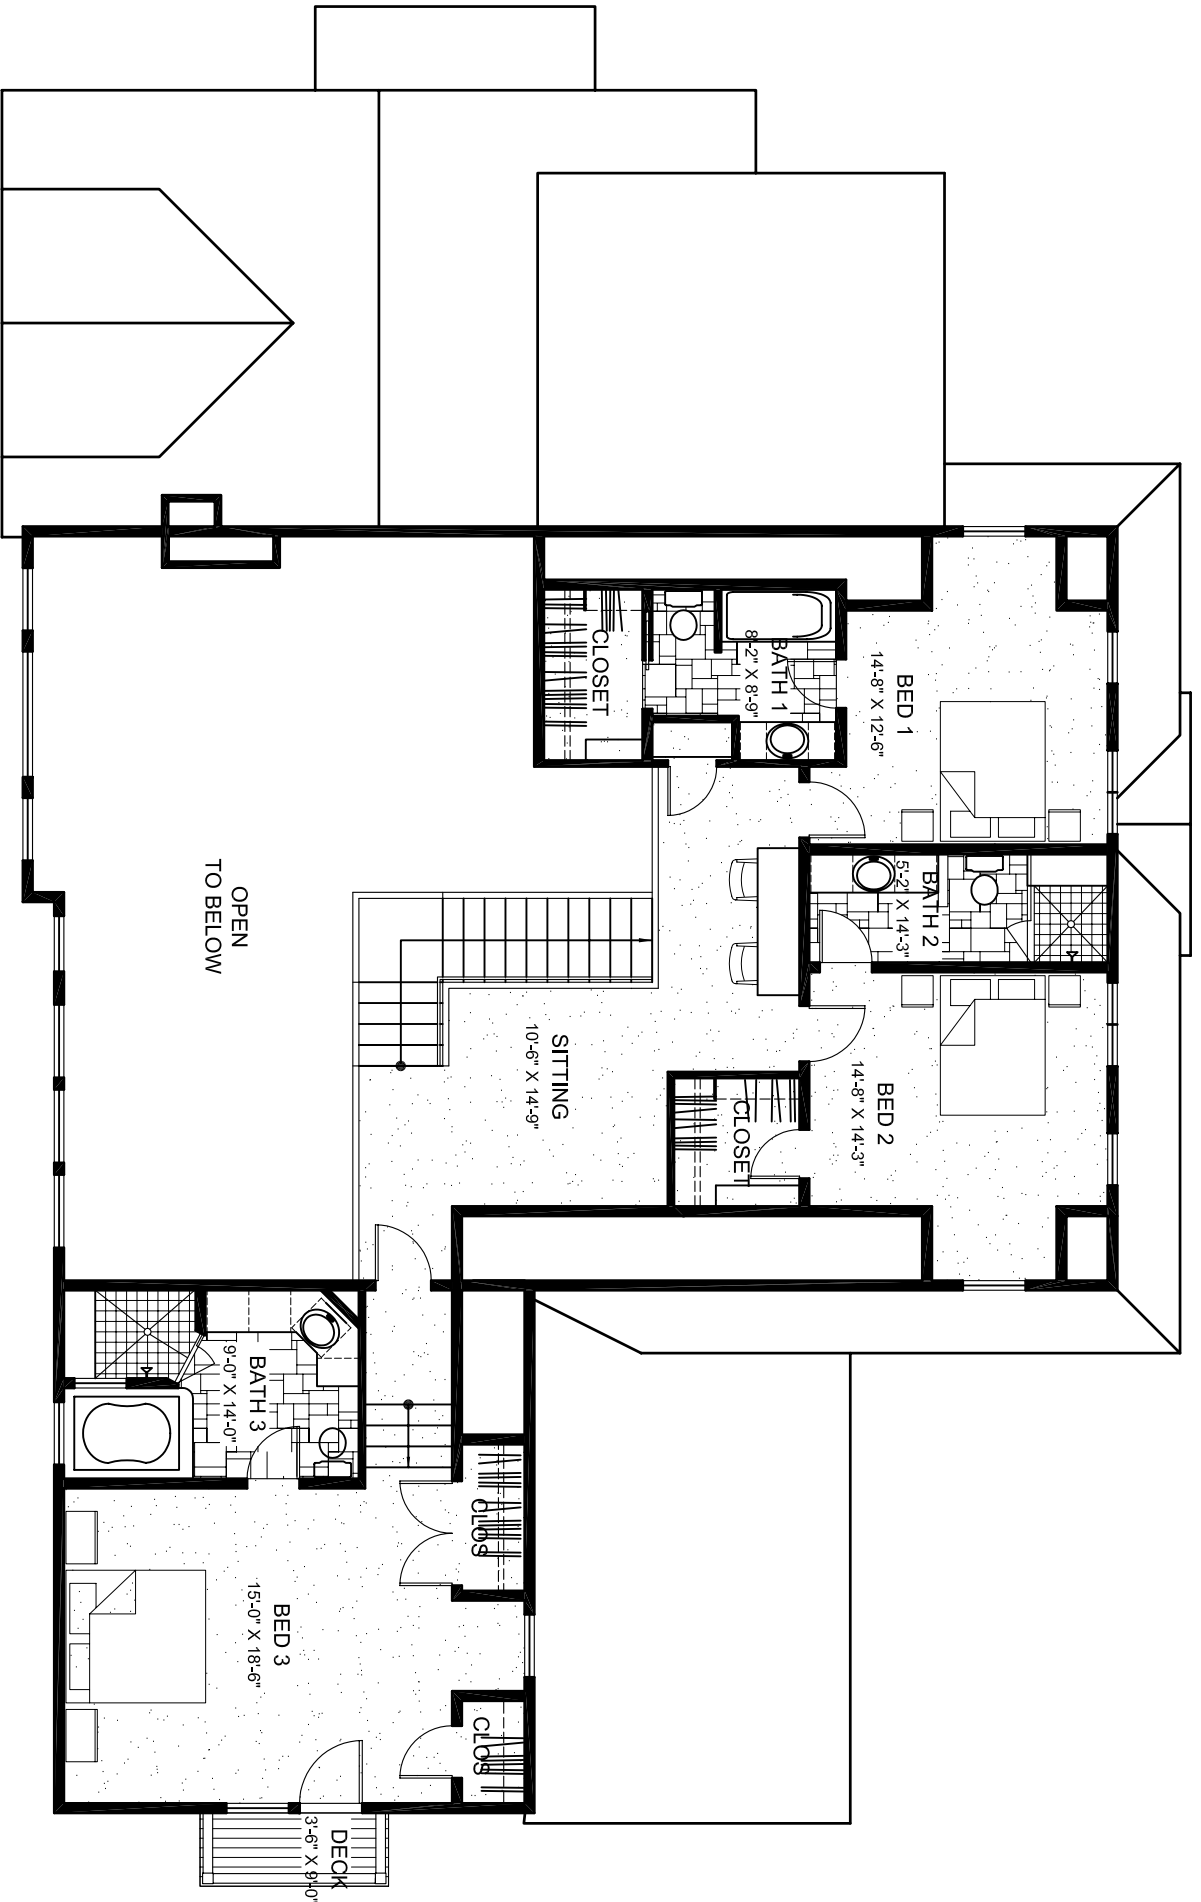 BED 1
14'-8" X 12'-6"
BATH 1
8'-2" X 8'-9"
CLOSET
BATH 2
5'-2" X 14'-3"
OPEN
TO BELOW
BED 2
14'-8" X 14'-3"
SITTING
10'-6" X 14'-9"
CLOSET
BATH 3
9'-0" X 14'-0"
CLOS
BED 3
15'-0" X 18'-6"
CLOS
DECK
3'-6" X 9'-0"